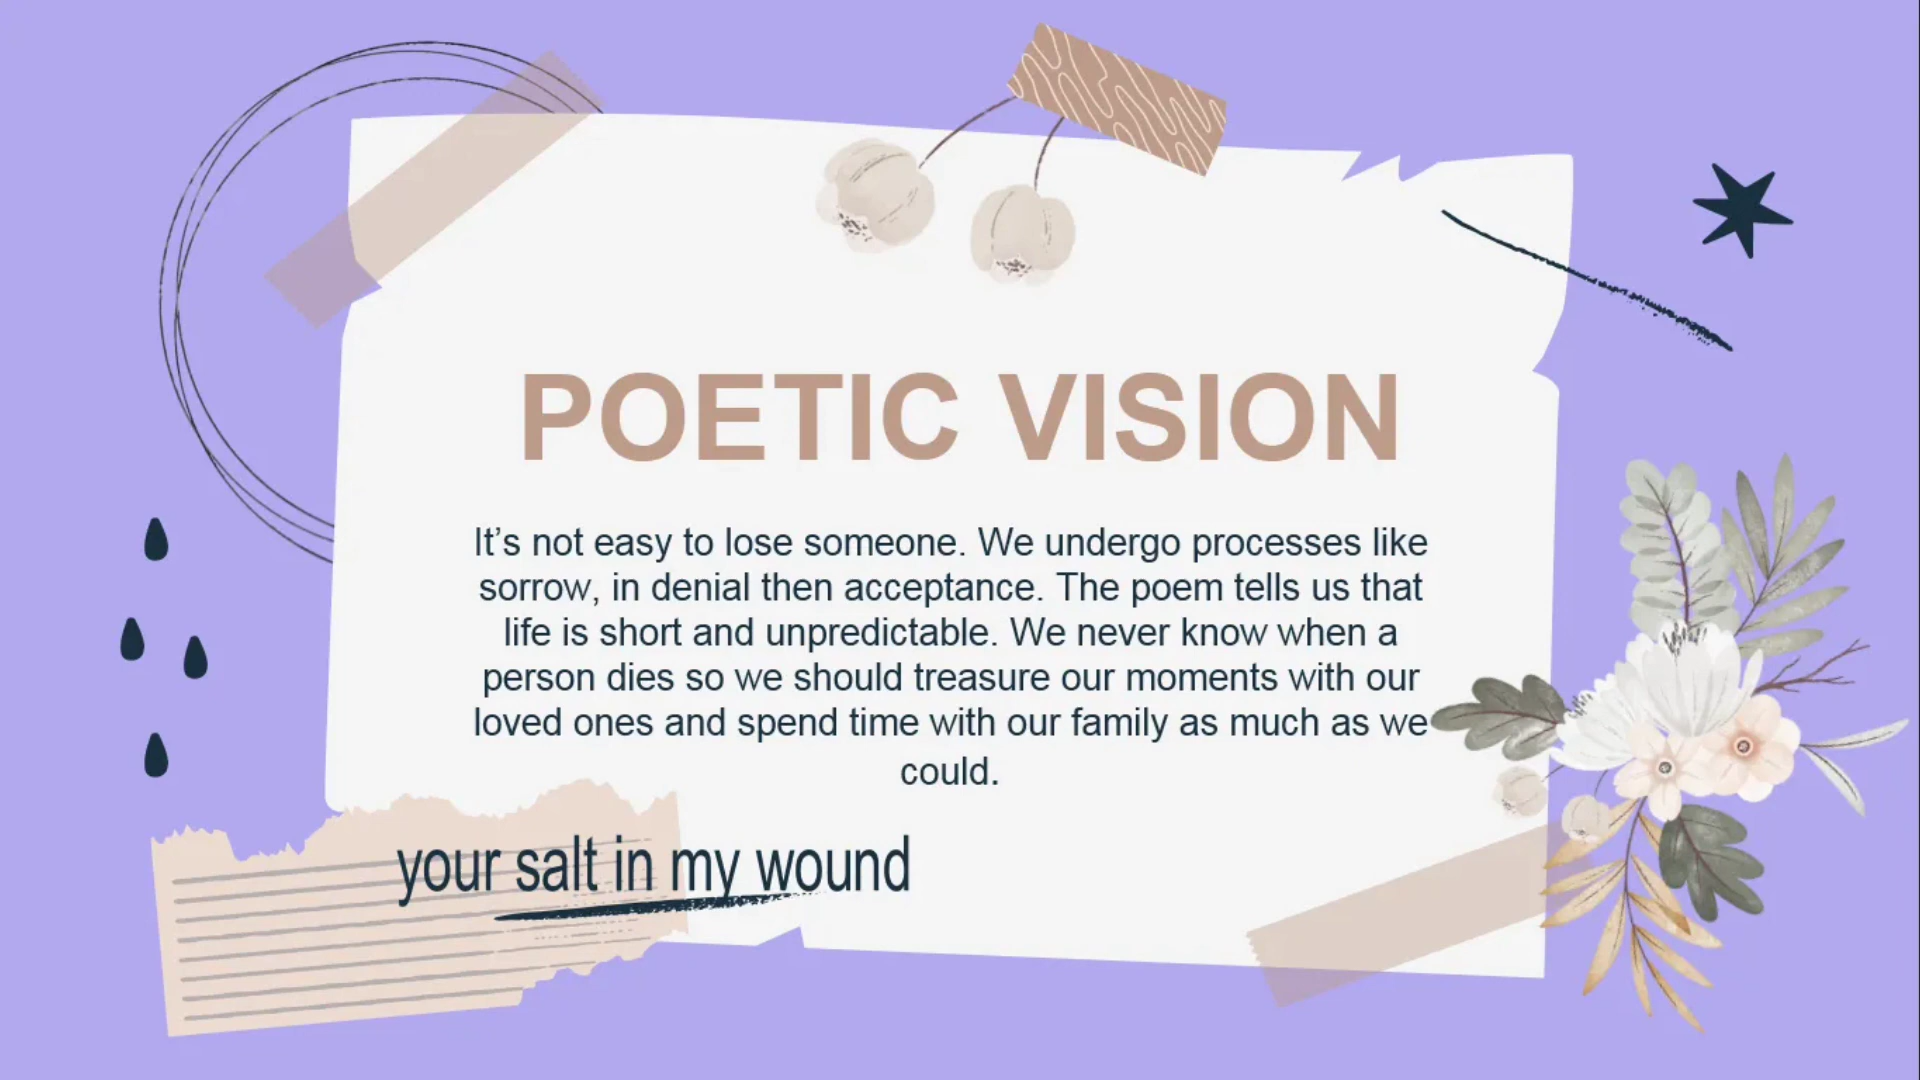 POETIC VISION
It’s not easy to lose someone. We undergo processes like
sorrow, in denial then acceptance. The poem tells us that
life is short and unpredictable. We never know when a
person dies so we should treasure our moments with our
loved ones and spend time with our family as much as we
could.
your salt in my wound